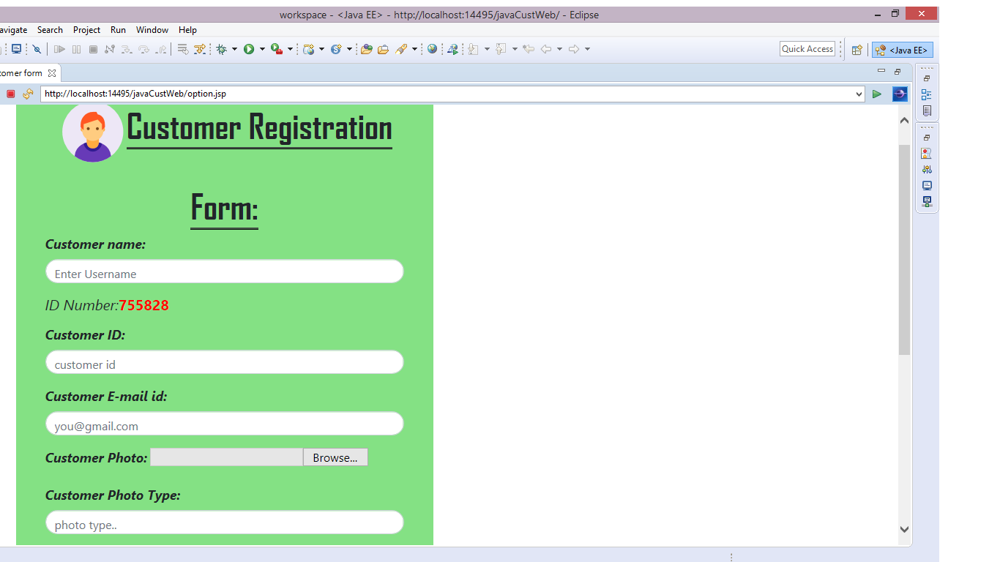 workspace - <Java EE> - http://localhost:14495/javaCustWeb/ - Eclipse
avigate Search Project Run Window Help
Quick Access <Java EE>
omer form
http://localhost:14495/javaCustWeb/option.jsp
Customer Registration
Form:
Customer name:
Enter Username
ID Number:755828
Customer ID:
customer id
Customer E-mail id:
you@gmail.com
Customer Photo: Browse...
Customer Photo Type:
photo type..